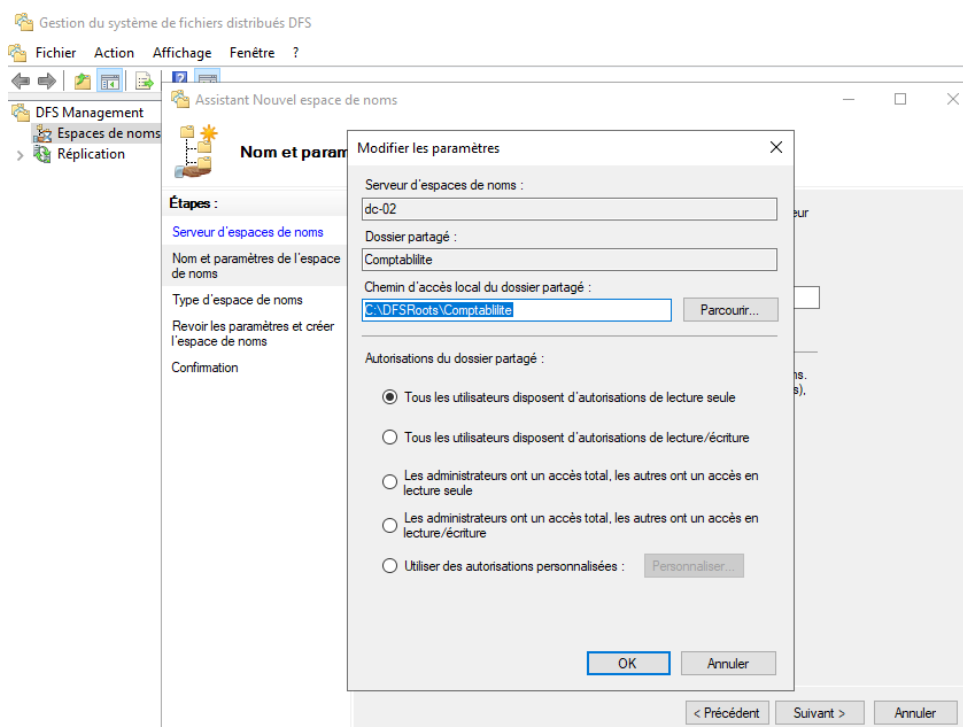 Gestion du système de fichiers distribués DFS
Fichier Action Affichage Fenêtre ?
Assistant Nouvel espace de noms
DFS Management
Espaces de noms
Réplication
Nom et param
Étapes :
Serveur d'espaces de noms
Nom et paramètres de l'espace
de noms
Type d'espace de noms
Revoir les paramètres et créer
l'espace de noms
Confirmation
Modifier les paramètres
Serveur d'espaces de noms :
dc-02
Dossier partagé :
Comptablilite
Chemin d'accès local du dossier partagé :
C:\DFSRoots\Comptablilite
Parcourir...
Autorisations du dossier partagé :
Tous les utilisateurs disposent d'autorisations de lecture seule
Tous les utilisateurs disposent d'autorisations de lecture/écriture
Les administrateurs ont un accès total, les autres ont un accès en
lecture seule
Les administrateurs ont un accès total, les autres ont un accès en
lecture/écriture
Utiliser des autorisations personnalisées :
Personnaliser...
OK
Annuler
eur
ns.
s),
< Précédent
Suivant >
Annuler